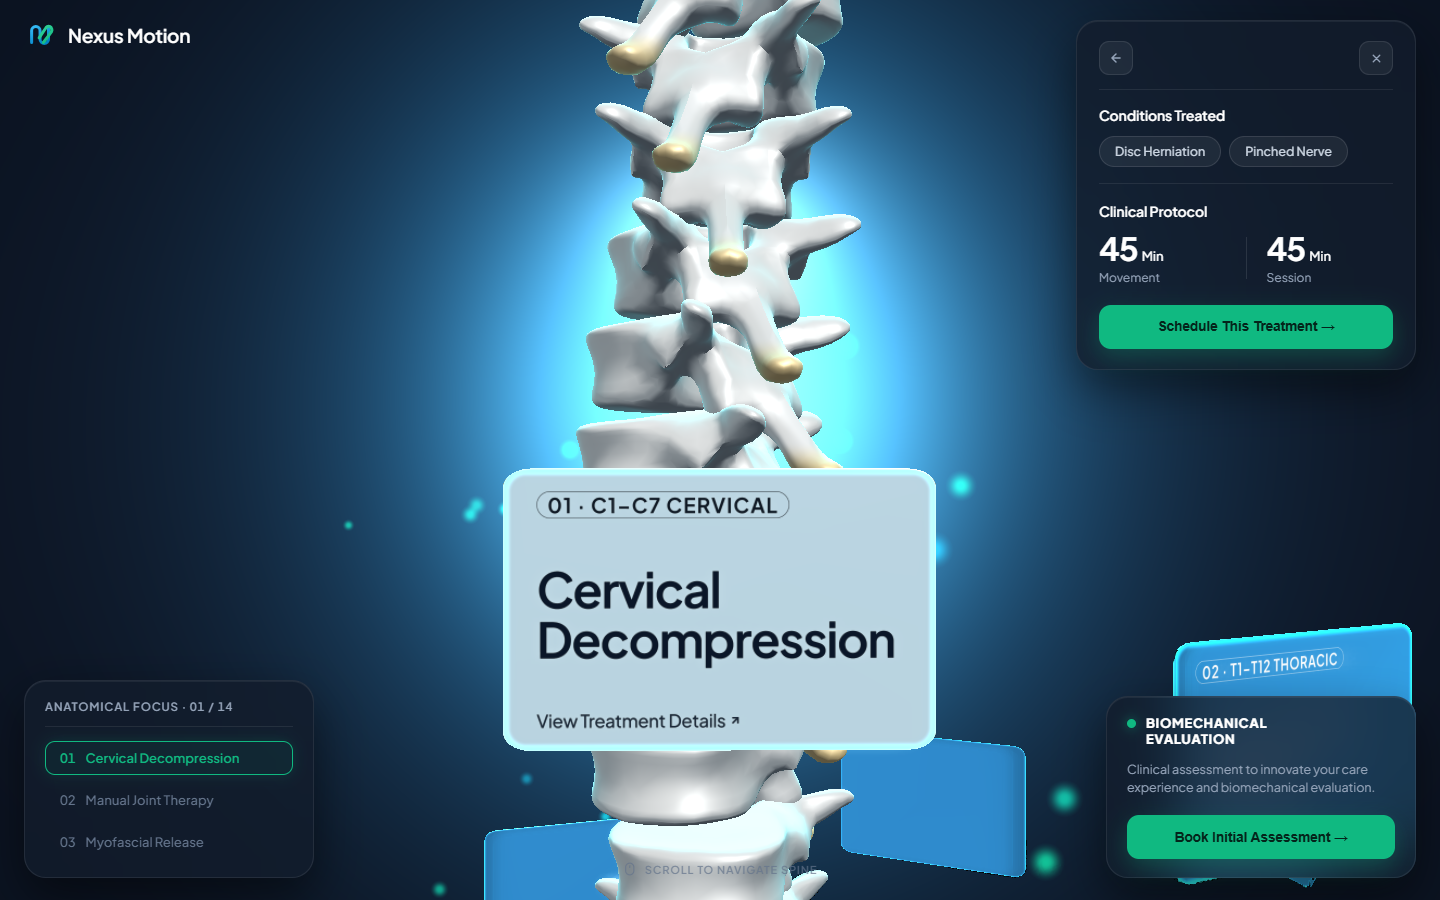 Nexus Motion
Conditions Treated
Disc Herniation
Pinched Nerve
Clinical Protocol
45 Min
Movement
45 Min
Session
Schedule This Treatment →
01 · C1–C7 CERVICAL
Cervical
Decompression
View Treatment Details ↗
ANATOMICAL FOCUS · 01 / 14
01 Cervical Decompression
02 Manual Joint Therapy
03 Myofascial Release
SCROLL TO NAVIGATE SPINE
02 · T1–T12 THORACIC
BIOMECHANICAL
EVALUATION
Clinical assessment to innovate your care
experience and biomechanical evaluation.
Book Initial Assessment →